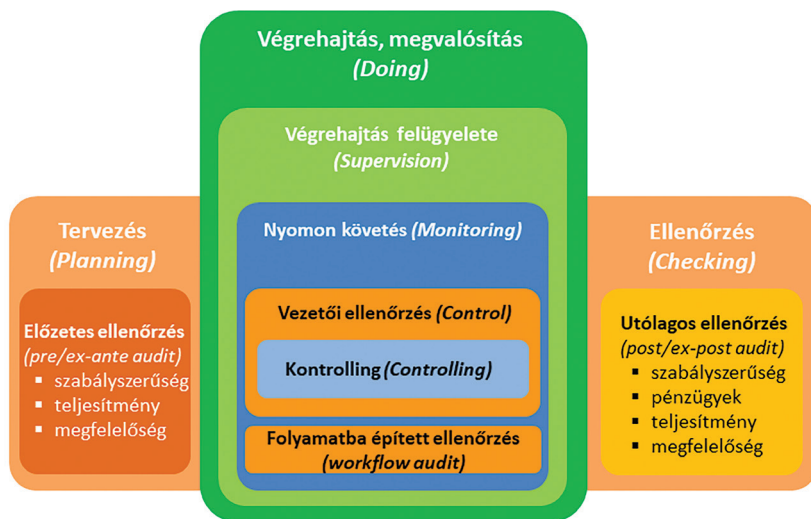 Végrehajtás, megvalósítás
(Doing)
Végrehajtás felügyelete
(Supervision)
Tervezés
(Planning)
Előzetes ellenőrzés
(pre/ex-ante audit)
▪ szabályszerűség
▪ teljesítmény
▪ megfelelőség
Nyomon követés (Monitoring)
Vezetői ellenőrzés (Control)
Kontrolling (Controlling)
Folyamatba épített ellenőrzés
(workflow audit)
Ellenőrzés
(Checking)
Utólagos ellenőrzés
(post/ex-post audit)
▪ szabályszerűség
▪ pénzügyek
▪ teljesítmény
▪ megfelelőség